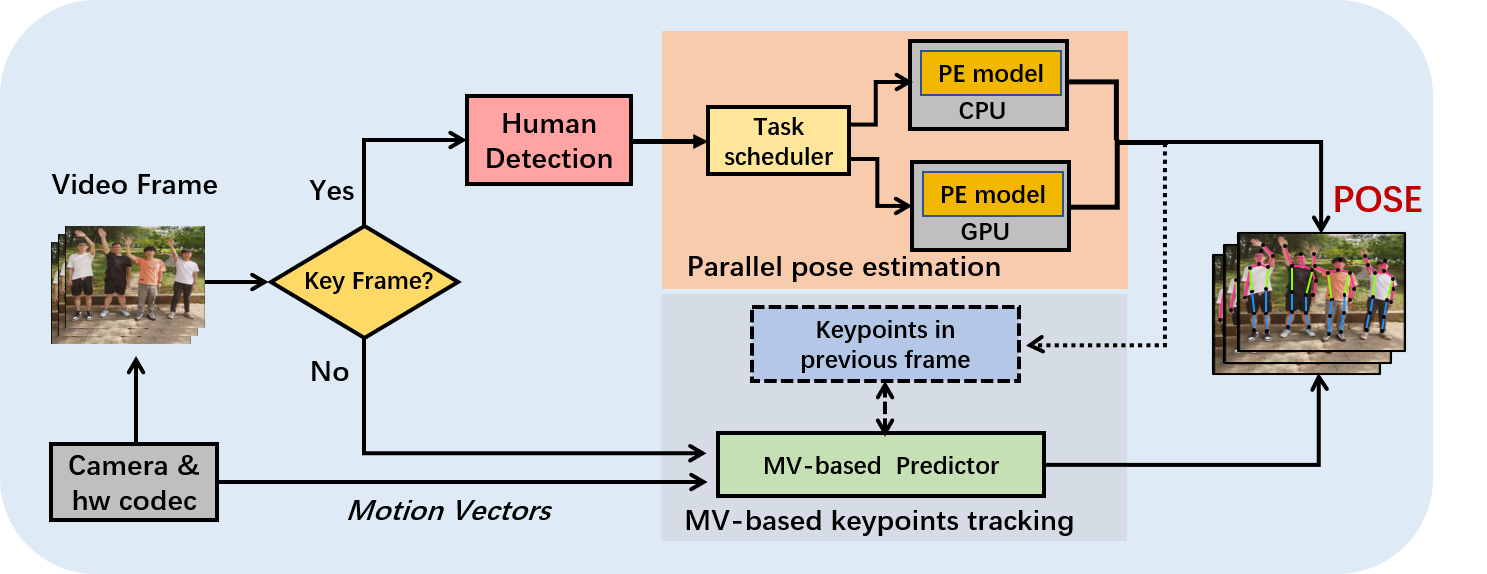 Video Frame
Yes
Key Frame?
No
Camera &
hw codec
Motion Vectors
Human
Detection
Task
scheduler
PE model
CPU
PE model
GPU
Parallel pose estimation
Keypoints in
previous frame
MV-based Predictor
MV-based keypoints tracking
POSE